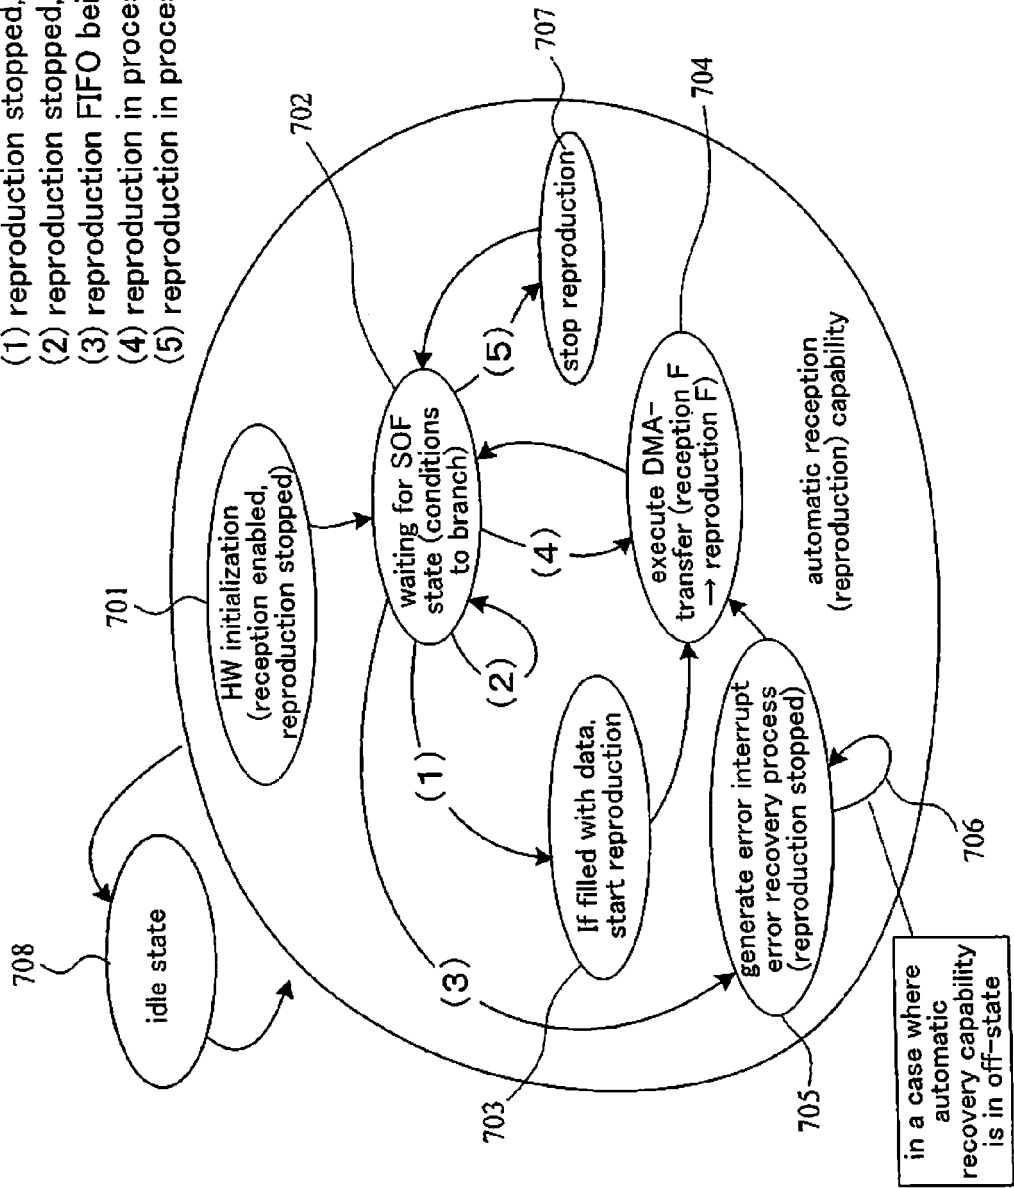 (1) reproduction stopped,
(2) reproduction stopped,
(3) reproduction FIFO
(4) reproduction in
(5) reproduction in
708
idle state
701
HW initialization
(reception enabled,
reproduction stopped)
702
waiting for SOF
state (conditions
to branch)
(1)
(2)
(3)
(4)
(5)
707
stop reproduction
703
If filled with data,
start reproduction
704
execute DMA-
transfer (reception F
→ reproduction F)
705
generate error interrupt
error recovery process
(reproduction stopped)
706
automatic reception
(reproduction) capability
in a case where
automatic
recovery capability
is in off-state